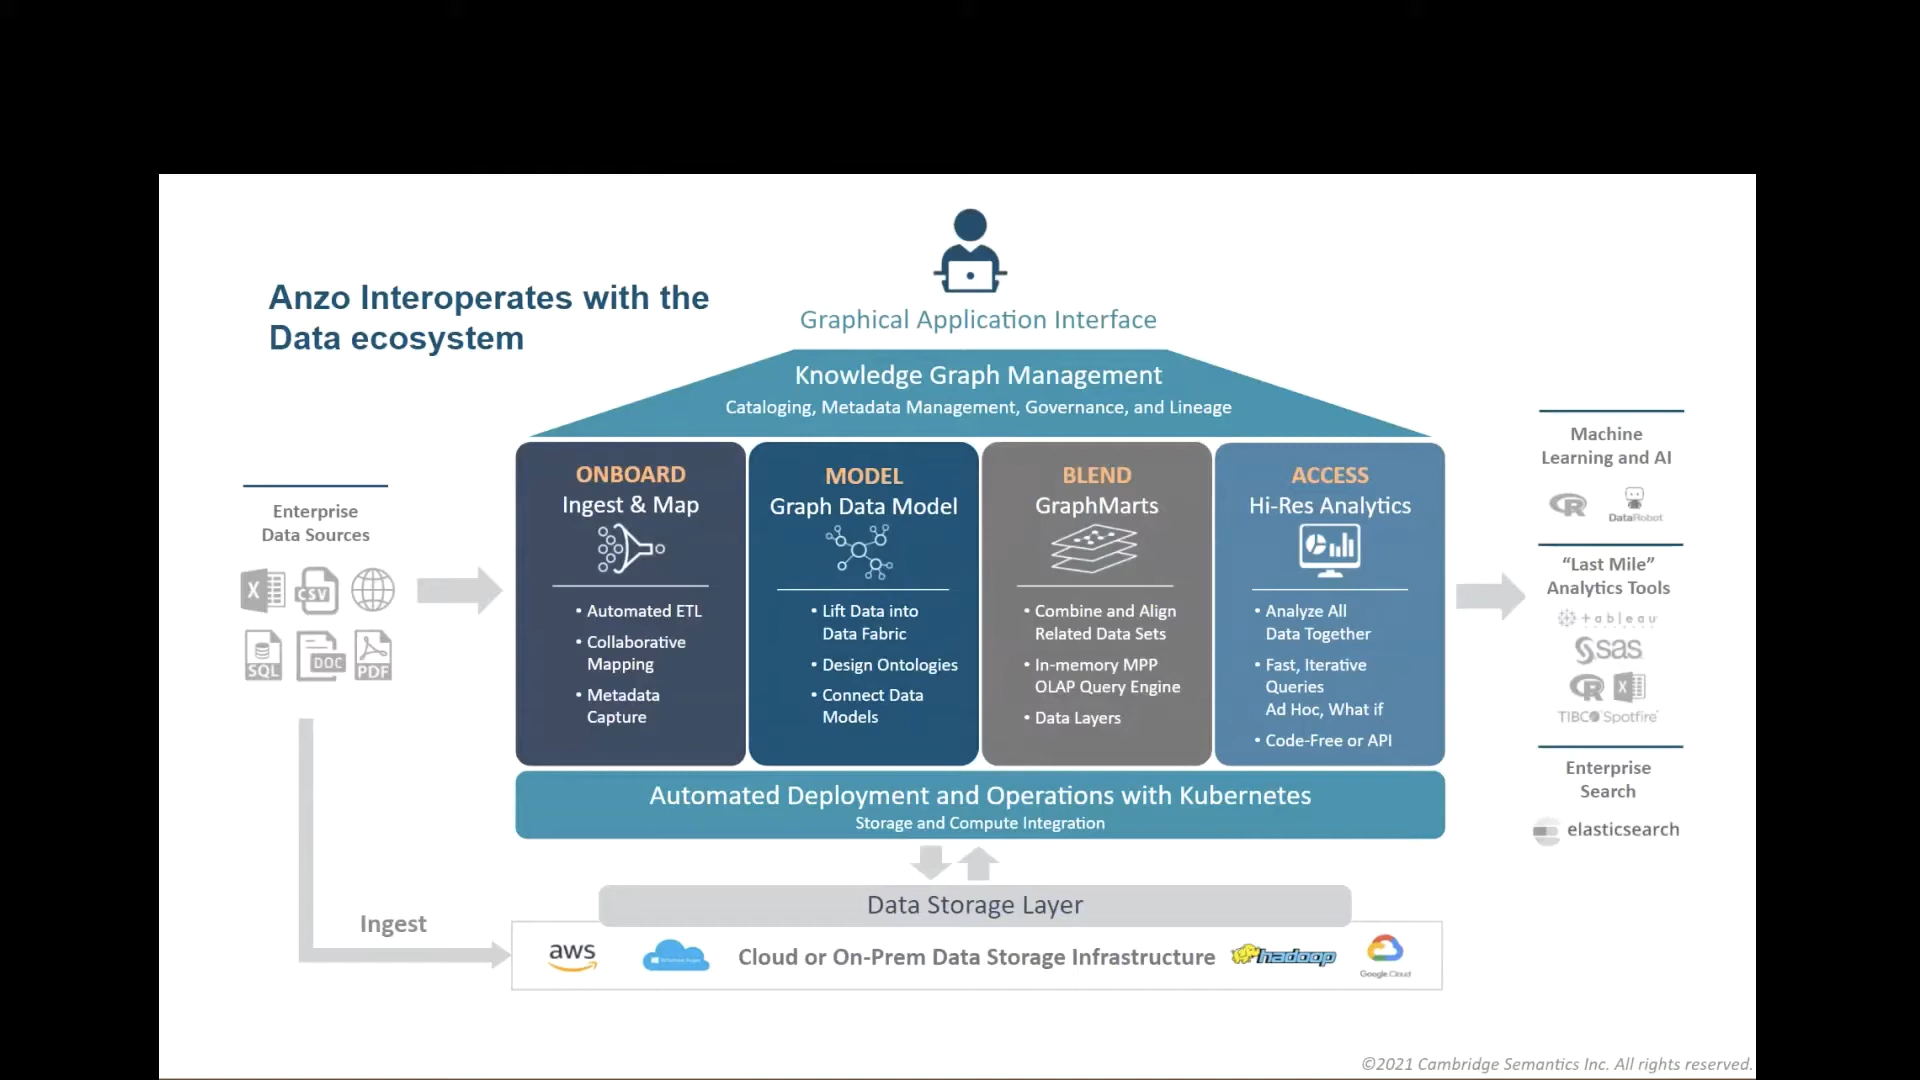 Anzo Interoperates with the
Data ecosystem
Graphical Application Interface
Knowledge Graph Management
Cataloging, Metadata Management, Governance, and Lineage
Enterprise
Data Sources
X
CSV
SQL
DOC
PDF
ONBOARD
Ingest & Map
• Automated ETL
• Collaborative
Mapping
• Metadata
Capture
MODEL
Graph Data Model
• Lift Data into
Data Fabric
• Design Ontologies
• Connect Data
Models
BLEND
GraphMarts
• Combine and Align
Related Data Sets
• In-memory MPP
OLAP Query Engine
• Data Layers
ACCESS
Hi-Res Analytics
• Analyze All
Data Together
• Fast, Iterative
Queries
Ad Hoc, What if
• Code-Free or API
Automated Deployment and Operations with Kubernetes
Storage and Compute Integration
Data Storage Layer
Ingest
aws
Cloud or On-Prem Data Storage Infrastructure
hadoop
Google Cloud
Machine
Learning and AI
R
DataRobot
“Last Mile”
Analytics Tools
+ableau
sas
R
X
TIBCO Spotfire
Enterprise
Search
elasticsearch
©2021 Cambridge Semantics Inc. All rights reserved.